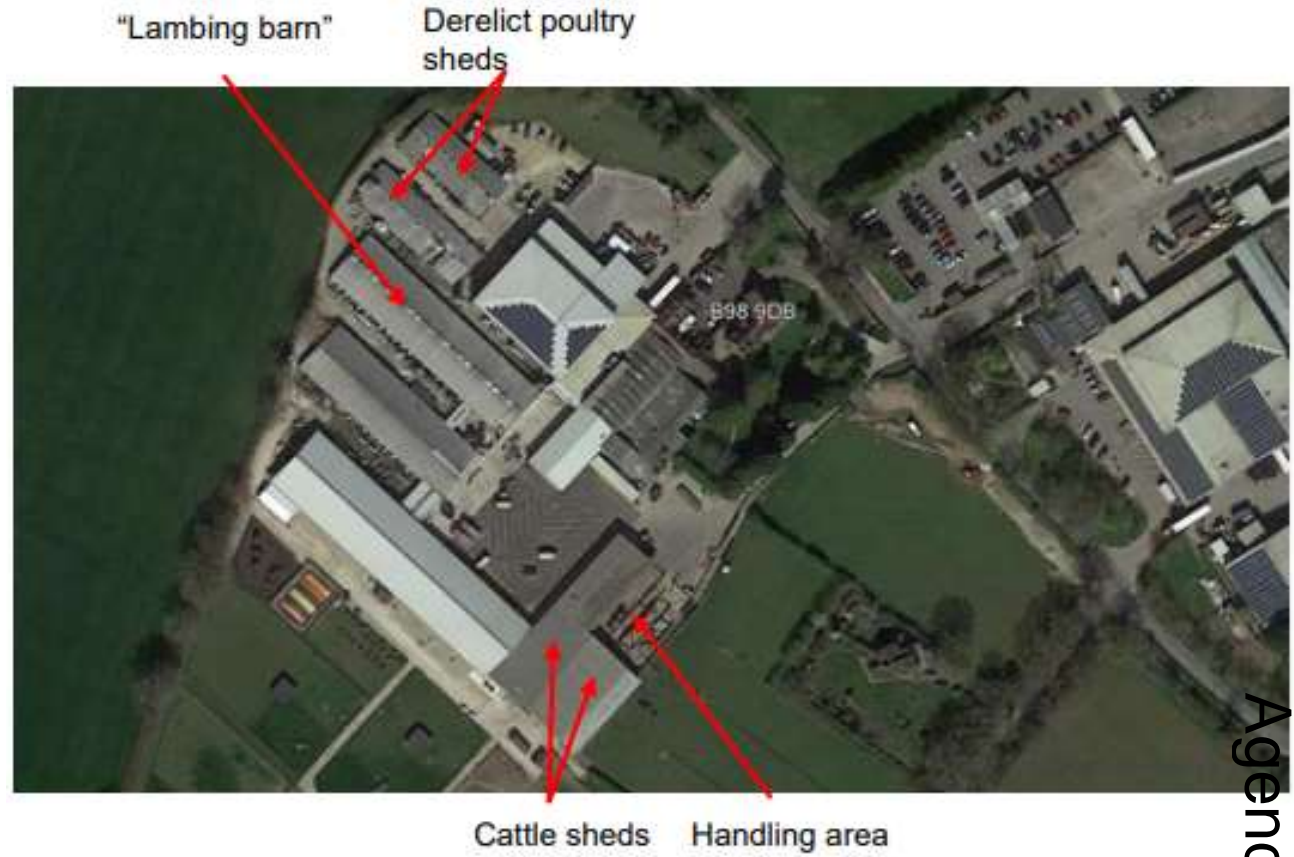 “Lambing barn”
Derelict poultry
sheds
B98 9DB
Cattle sheds
Handling area
Agend